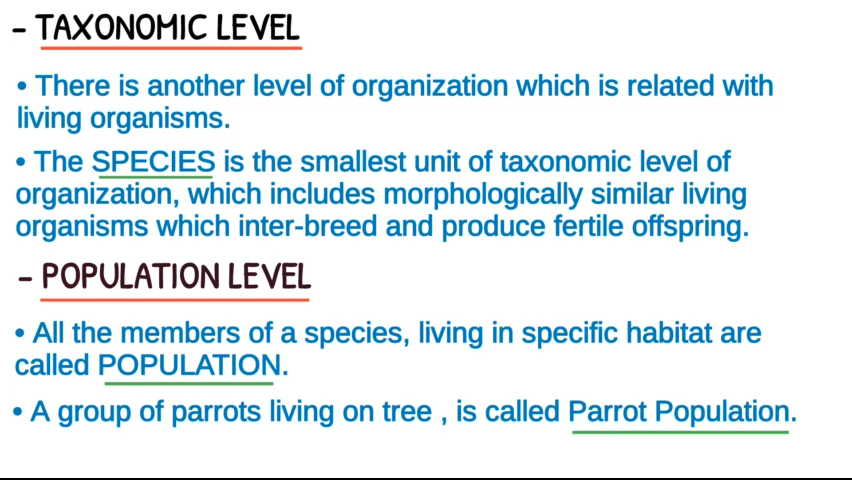 - TAXONOMIC LEVEL
• There is another level of organization which is related with
living organisms.
• The SPECIES is the smallest unit of taxonomic level of
organization, which includes morphologically similar living
organisms which inter-breed and produce fertile offspring.
- POPULATION LEVEL
• All the members of a species, living in specific habitat are
called POPULATION.
• A group of parrots living on tree , is called Parrot Population.